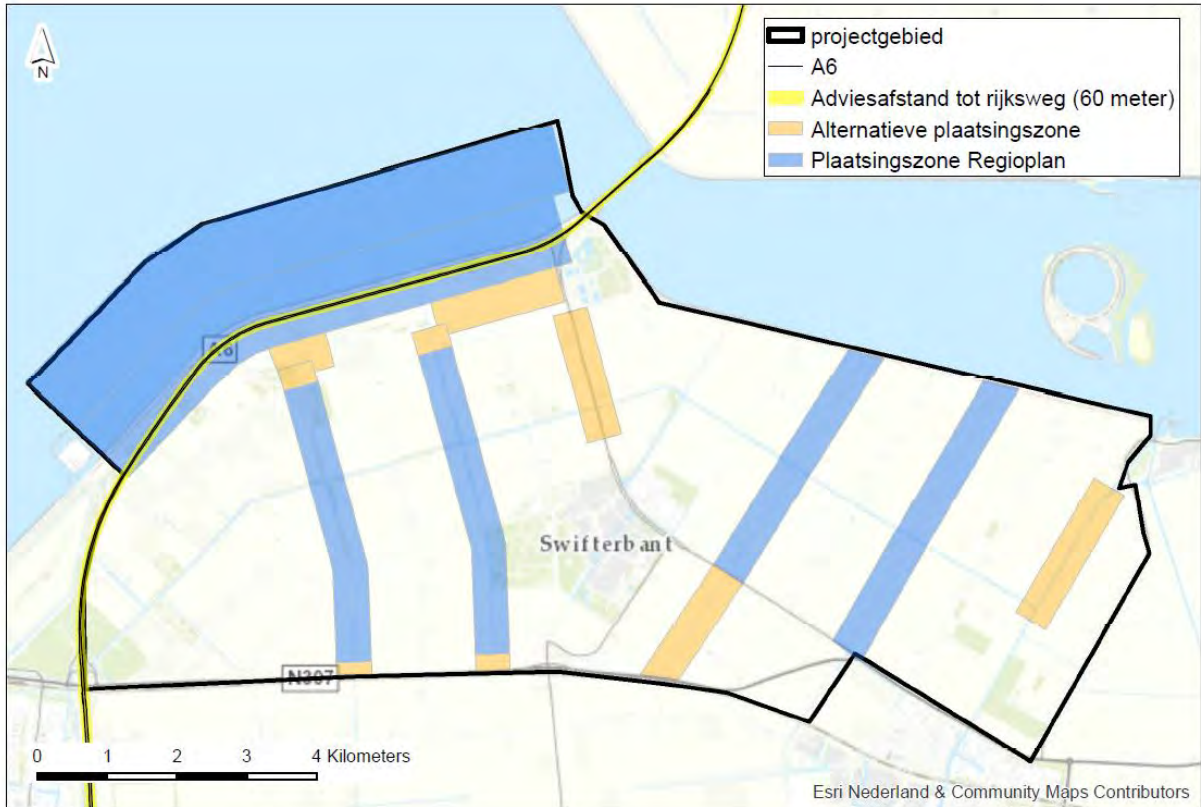 N
projectgebied
A6
Adviesafstand tot rijksweg (60 meter)
Alternatieve plaatsingszone
Plaatsingszone Regioplan
A6
Swifterbant
N307
0 1 2 3 4 Kilometers
Esri Nederland & Community Maps Contributors